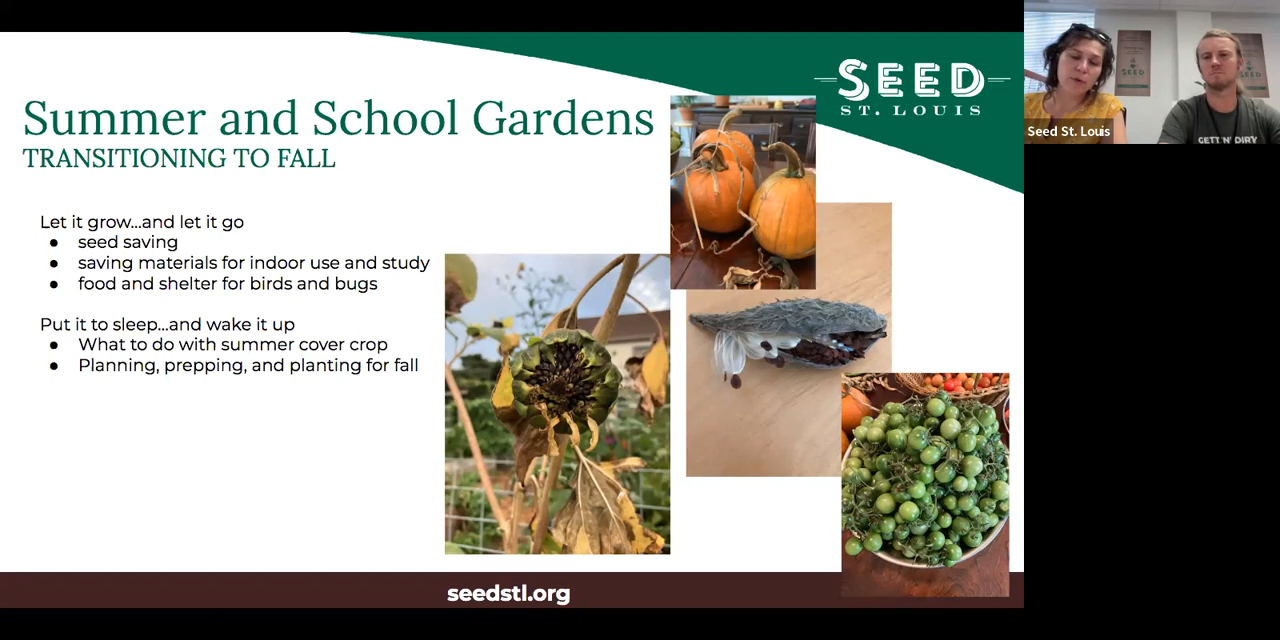 Summer and School Gardens
TRANSITIONING TO FALL
SEED
ST. LOUIS
Let it grow...and let it go
● seed saving
● saving materials for indoor use and study
● food and shelter for birds and bugs
Put it to sleep...and wake it up
● What to do with summer cover crop
● Planning, prepping, and planting for fall
seedstl.org
SEED
Seed St. Louis
GETTIN' DIRY